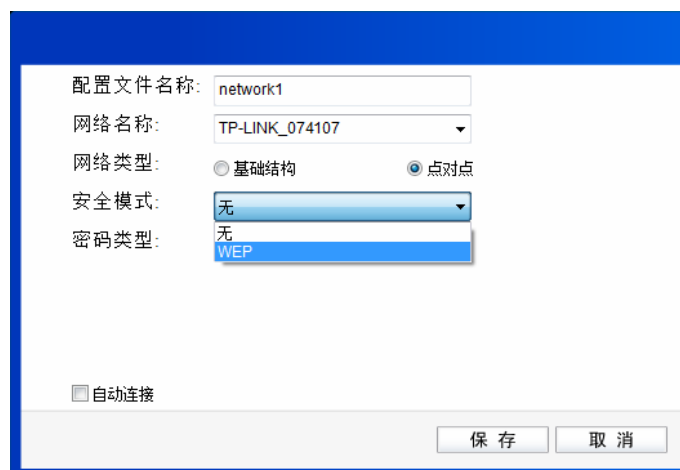 配置文件名称: network1
网络名称: TP-LINK_074107
网络类型: 基础结构 点对点
安全模式: 无
无
密码类型: WEP
自动连接
保存 取消